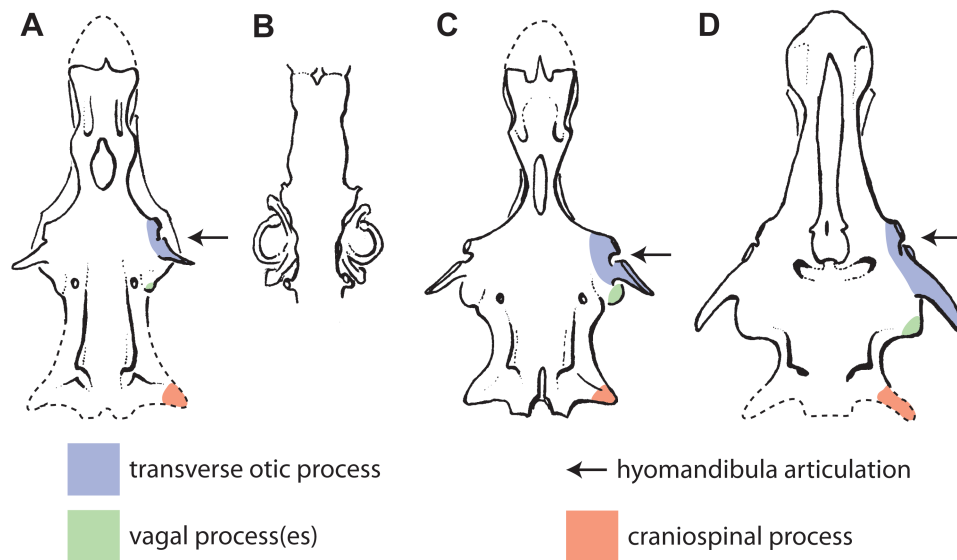 A
B
C
D
transverse otic process
hyomandibula articulation
vagal process(es)
craniospinal process